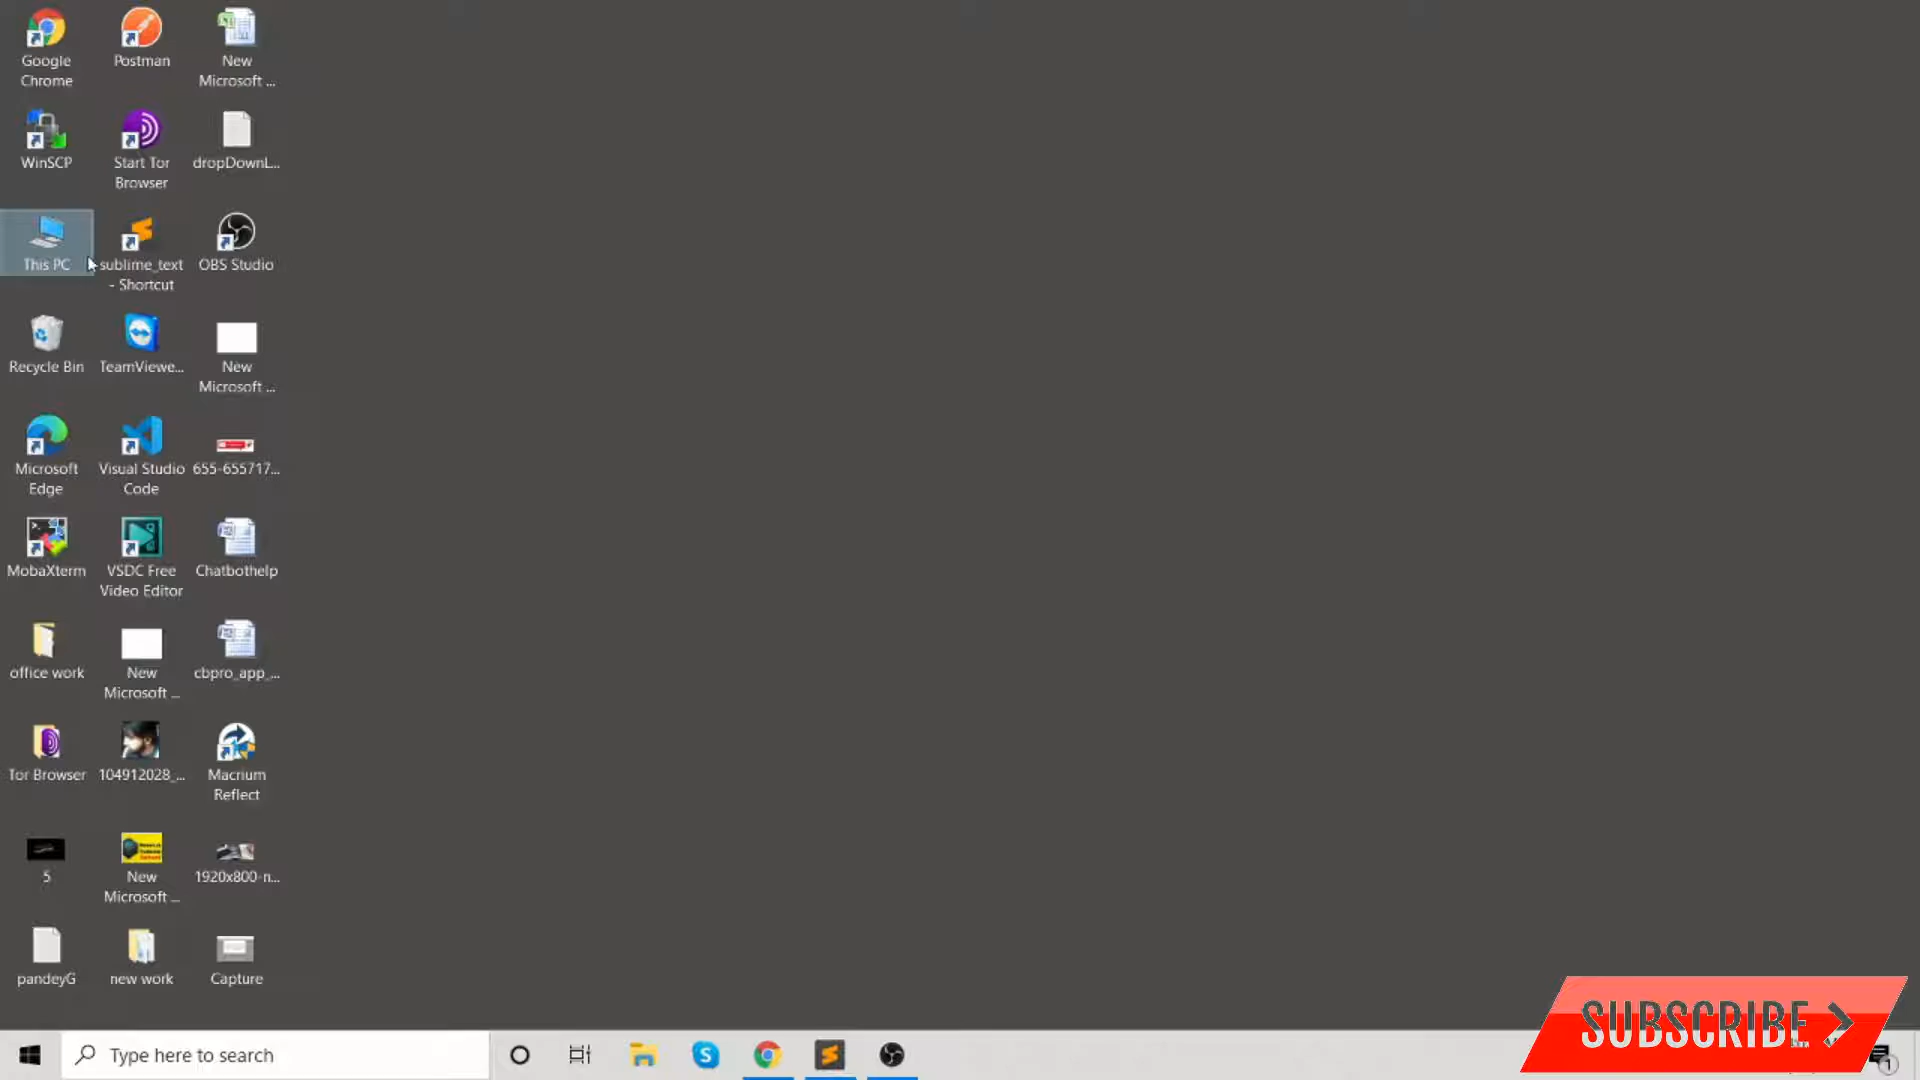 Google
Chrome
Postman
New
Microsoft ...
WinSCP
Start Tor
Browser
dropDownL...
This PC
sublime_text
- Shortcut
OBS Studio
Recycle Bin
TeamViewe...
New
Microsoft ...
Microsoft
Edge
Visual Studio
Code
655-655717...
MobaXterm
VSDC Free
Video Editor
Chatbothelp
office work
New
Microsoft ...
cbpro_app_...
Tor Browser
104912028_...
Macrium
Reflect
5
New
Microsoft ...
1920x800-n...
pandeyG
new work
Capture
SUBSCRIBE
Type here to search
1